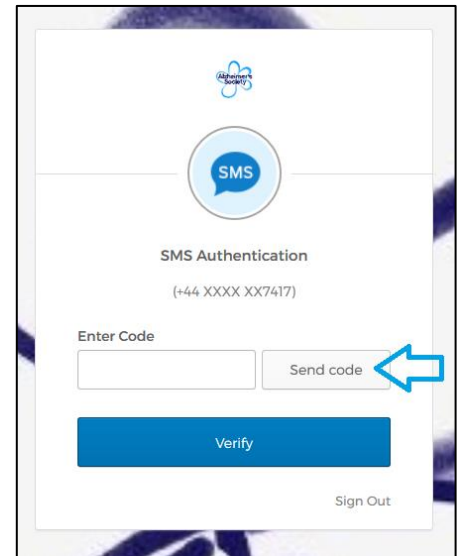 Alzheimer's
Society
SMS
SMS Authentication
(+44 XXXX XX7417)
Enter Code
Send code
Verify
Sign Out